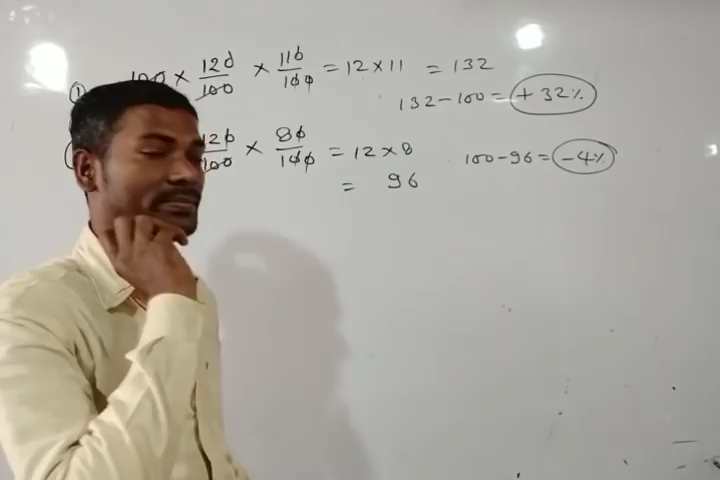 ① 100 × 120/100 × 110/100 = 12 × 11 = 132
132 − 100 = +32%
120/100 × 80/100 = 12 × 8 100 − 96 = −4%
= 96